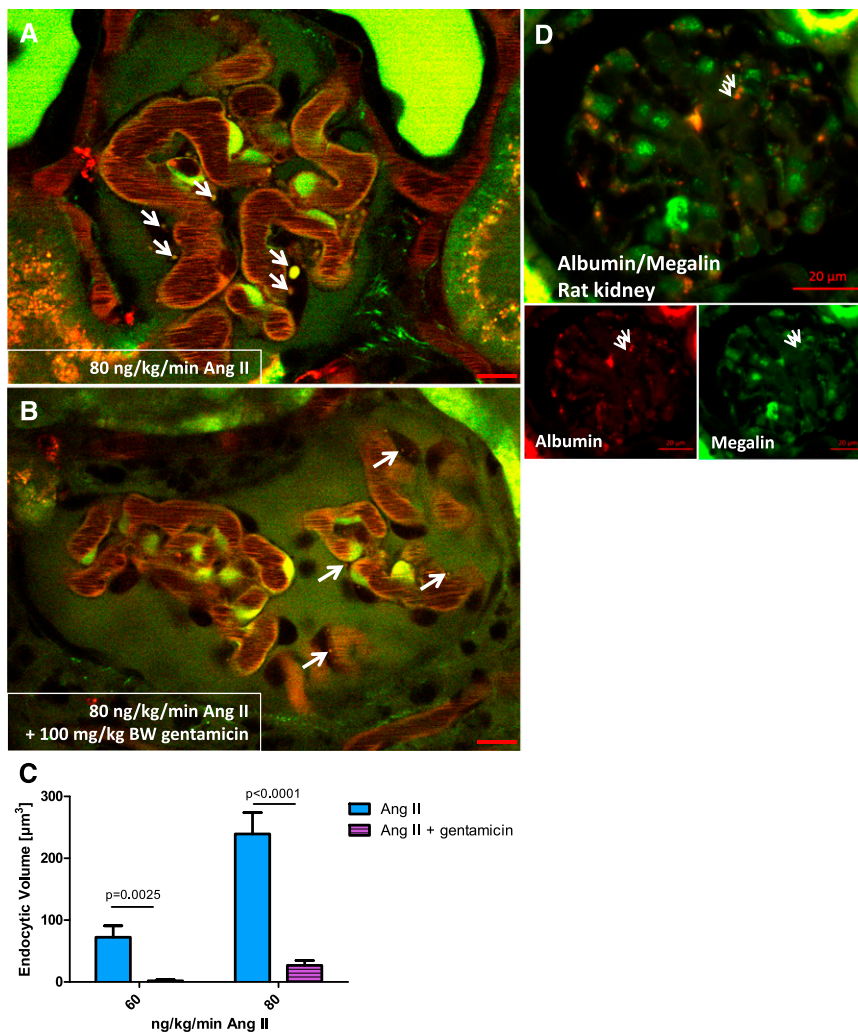 A
80 ng/kg/min Ang II
B
80 ng/kg/min Ang II
+ 100 mg/kg BW gentamicin
C
Endocytic Volume [µm³]
300
200
100
0
p=0.0025
p<0.0001
60
80
ng/kg/min Ang II
Ang II
Ang II + gentamicin
D
Albumin/Megalin
Rat kidney
20 µm
Albumin
20 µm
Megalin
20 µm